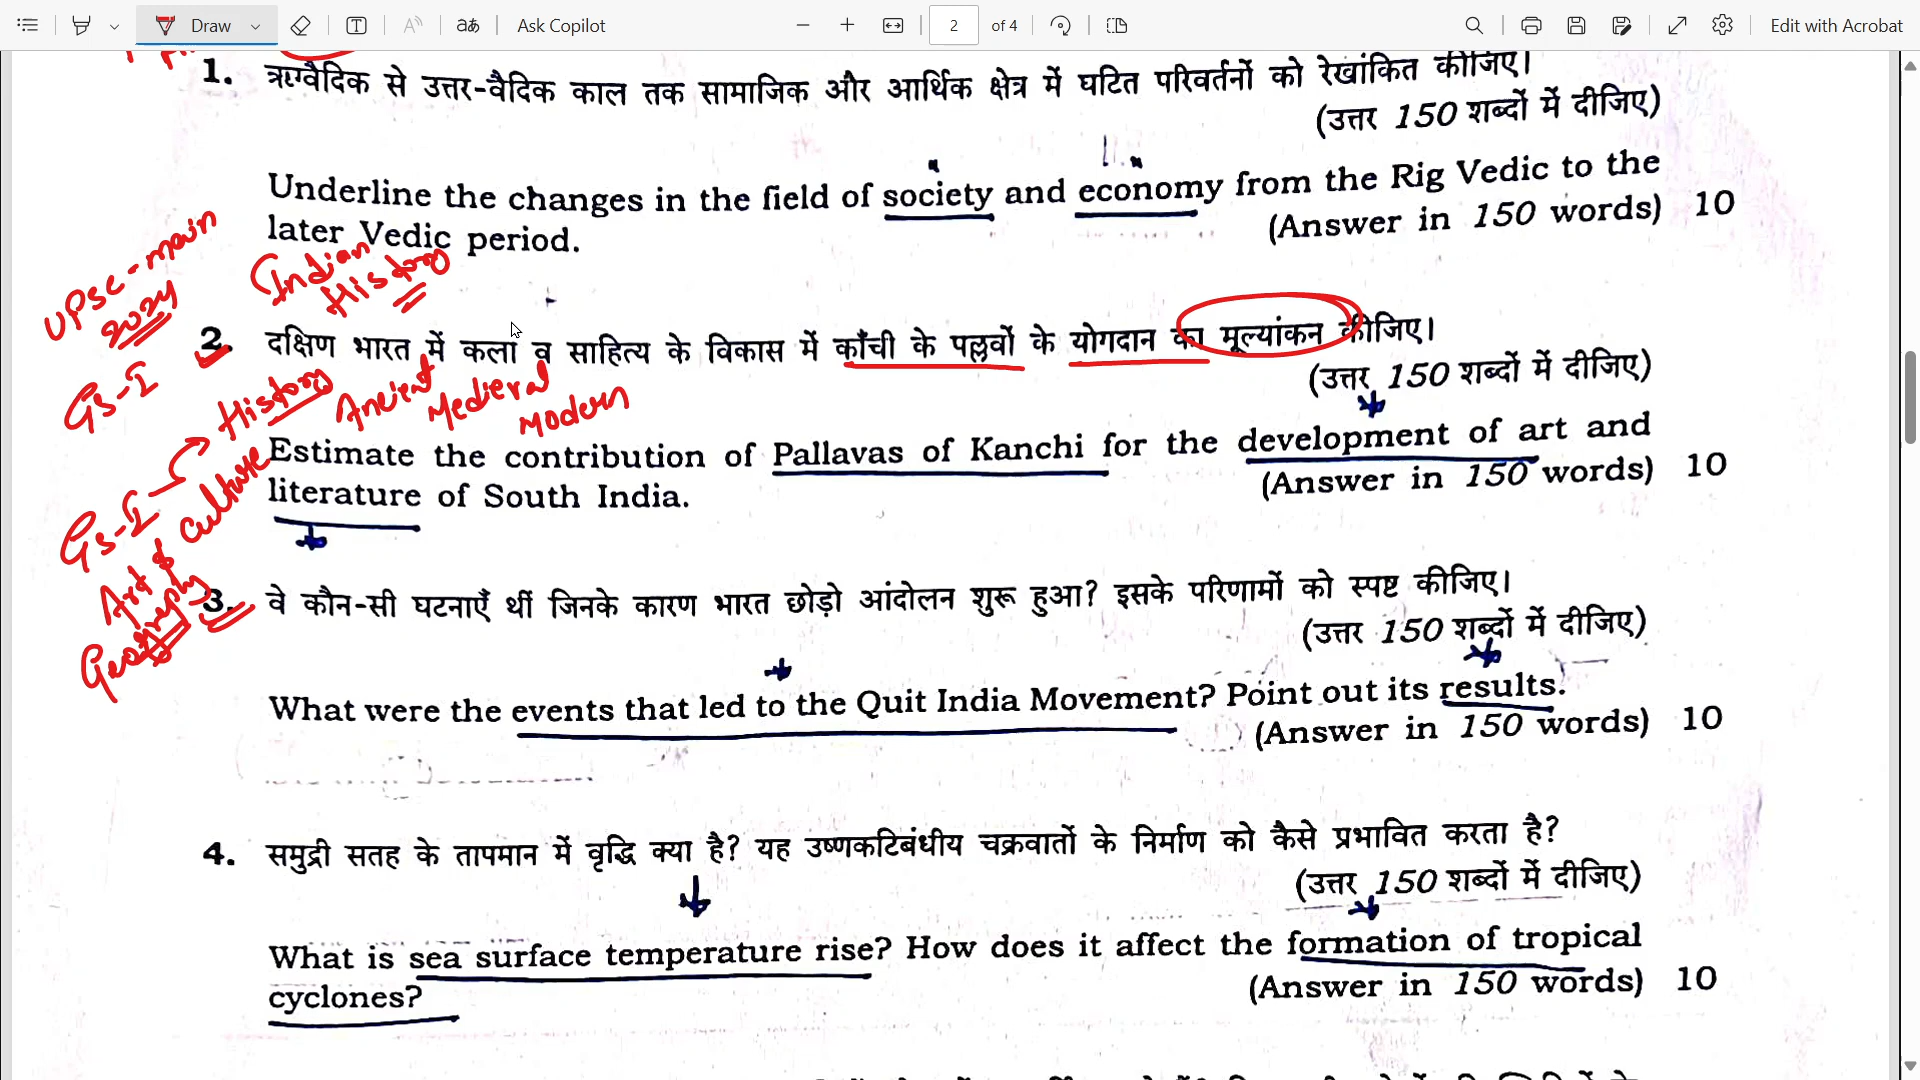 Draw
aあ
Ask Copilot
2
of 4
Edit with Acrobat
1. ऋग्वैदिक से उत्तर-वैदिक काल तक सामाजिक और आर्थिक क्षेत्र में घटित परिवर्तनों को रेखांकित कीजिए।
(उत्तर 150 शब्दों में दीजिए)
Underline the changes in the field of society and economy from the Rig Vedic to the
later Vedic period.
(Answer in 150 words) 10
UPSC-main
2024
Indian
History
2. दक्षिण भारत में कला व साहित्य के विकास में काँची के पल्लवों के योगदान का मूल्यांकन कीजिए।
(उत्तर 150 शब्दों में दीजिए)
GS-I
History
Ancient
Medieval
Modern
Estimate the contribution of Pallavas of Kanchi for the development of art and
literature of South India.
(Answer in 150 words) 10
GS-I
Art & culture
Geography
3. वे कौन-सी घटनाएँ थीं जिनके कारण भारत छोड़ो आंदोलन शुरू हुआ? इसके परिणामों को स्पष्ट कीजिए।
(उत्तर 150 शब्दों में दीजिए)
What were the events that led to the Quit India Movement? Point out its results.
(Answer in 150 words) 10
4. समुद्री सतह के तापमान में वृद्धि क्या है? यह उष्णकटिबंधीय चक्रवातों के निर्माण को कैसे प्रभावित करता है?
(उत्तर 150 शब्दों में दीजिए)
What is sea surface temperature rise? How does it affect the formation of tropical
cyclones?
(Answer in 150 words) 10